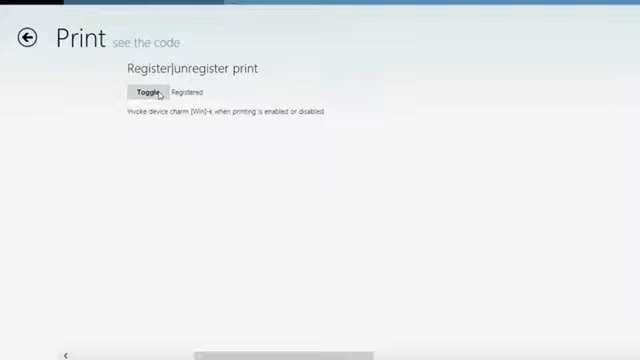 Print see the code
Register|unregister print
Toggle Registered
Invoke device charm [Win]-k when printing is enabled or disabled.